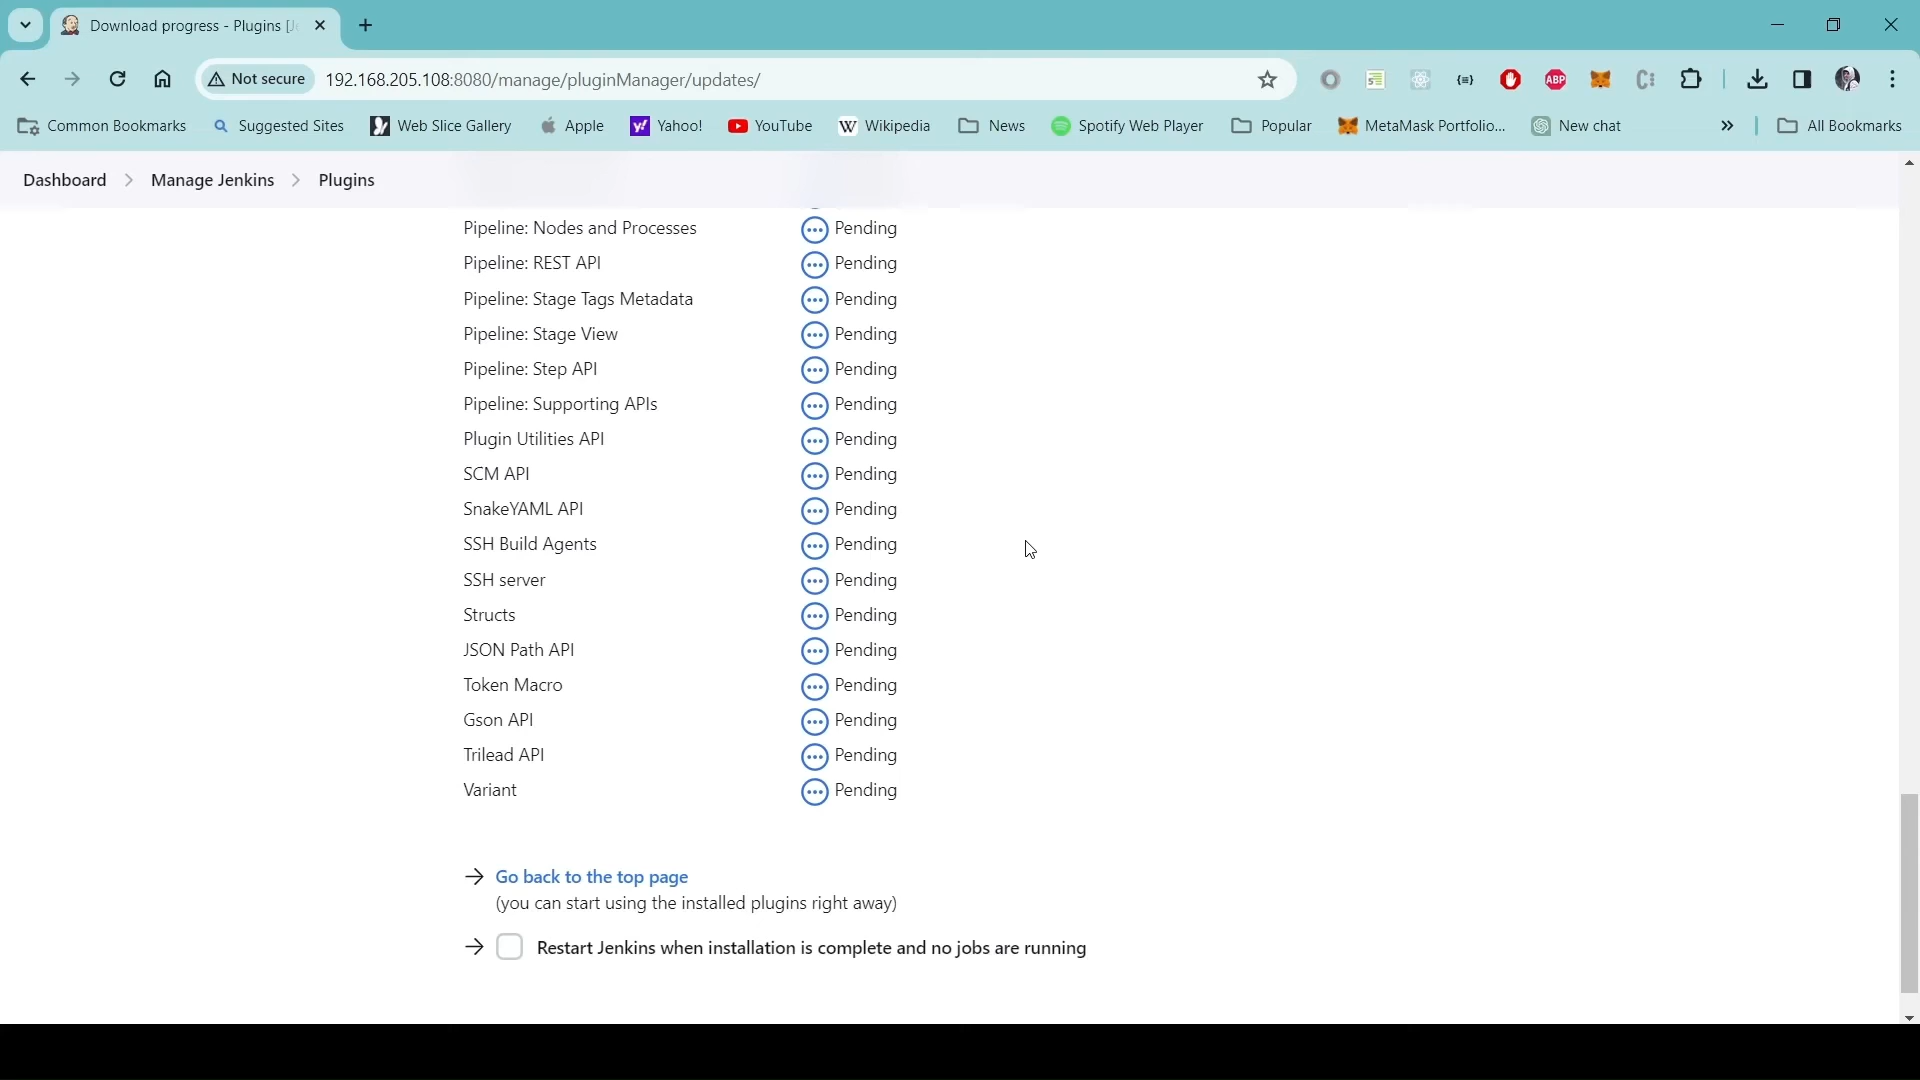 Download progress - Plugins [J
Not secure
192.168.205.108:8080/manage/pluginManager/updates/
ABP
Common Bookmarks
Suggested Sites
Web Slice Gallery
Apple
Yahoo!
YouTube
W Wikipedia
News
Spotify Web Player
Popular
MetaMask Portfolio...
New chat
All Bookmarks
Dashboard
Manage Jenkins
Plugins
Pipeline: Nodes and Processes Pending
Pipeline: REST API Pending
Pipeline: Stage Tags Metadata Pending
Pipeline: Stage View Pending
Pipeline: Step API Pending
Pipeline: Supporting APIs Pending
Plugin Utilities API Pending
SCM API Pending
SnakeYAML API Pending
SSH Build Agents Pending
SSH server Pending
Structs Pending
JSON Path API Pending
Token Macro Pending
Gson API Pending
Trilead API Pending
Variant Pending
Go back to the top page
(you can start using the installed plugins right away)
Restart Jenkins when installation is complete and no jobs are running